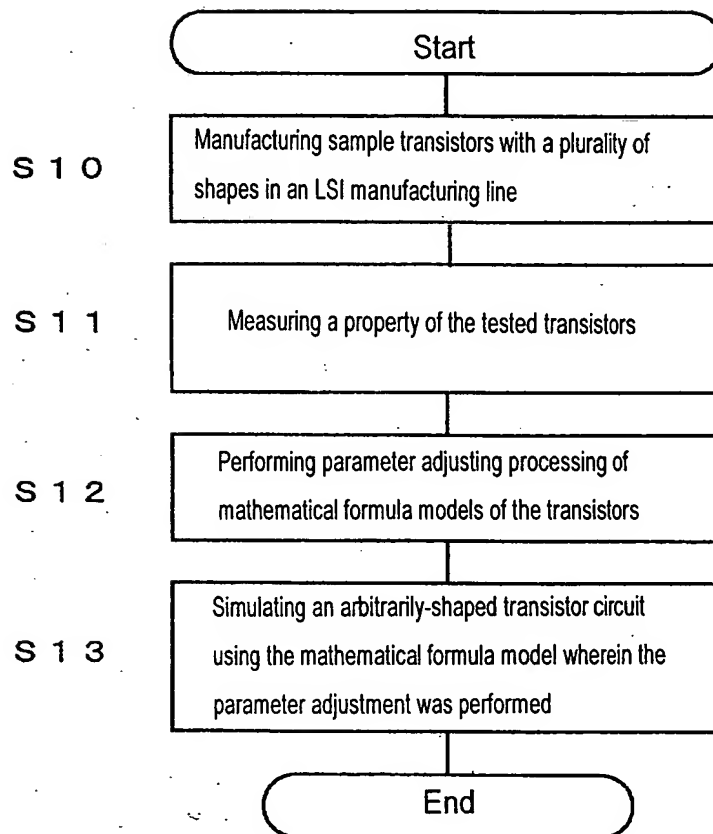 Start
S10
Manufacturing sample transistors with a plurality of
shapes in an LSI manufacturing line
S11
Measuring a property of the tested transistors
S12
Performing parameter adjusting processing of
mathematical formula models of the transistors
S13
Simulating an arbitrarily-shaped transistor circuit
using the mathematical formula model wherein the
parameter adjustment was performed
End